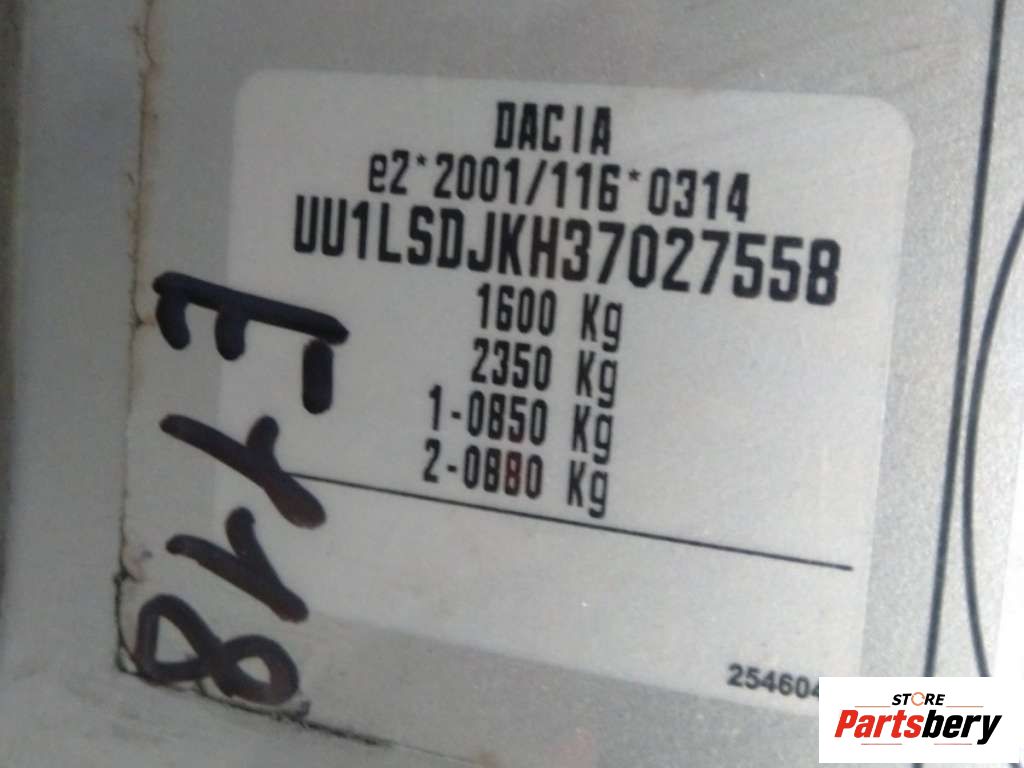 DACIA
e2*2001/116*0314
UU1LSDJKH37027558
1600 Kg
2350 Kg
1-0850 Kg
2-0880 Kg
254604
STORE
Partsbery